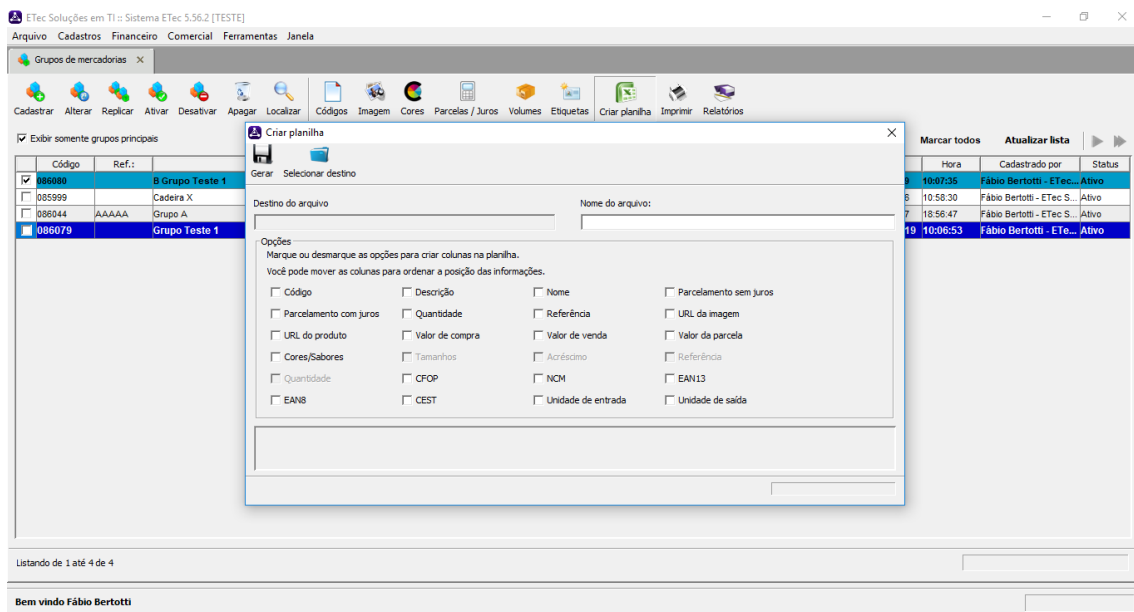 ETec Soluções em TI :: Sistema ETec 5.56.2 [TESTE]
Arquivo Cadastros Financeiro Comercial Ferramentas Janela
Grupos de mercadorias
Cadastrar Alterar Replicar Ativar Desativar Apagar Localizar Códigos Imagem Cores Parcelas / Juros Volumes Etiquetas Criar planilha Imprimir Relatórios
Exibir somente grupos principais
Marcar todos Atualizar lista
Código Ref.: Hora Cadastrado por Status
086080 B Grupo Teste 1 9 10:07:35 Fábio Bertotti - ETec... Ativo
085999 Cadeira X 6 10:58:30 Fábio Bertotti - ETec S... Ativo
086044 AAAAA Grupo A 7 18:56:47 Fábio Bertotti - ETec S... Ativo
086079 Grupo Teste 1 19 10:06:53 Fábio Bertotti - ETe... Ativo
Criar planilha
Gerar Selecionar destino
Destino do arquivo Nome do arquivo:
Opções
Marque ou desmarque as opções para criar colunas na planilha.
Você pode mover as colunas para ordenar a posição das informações.
Código Descrição Nome Parcelamento sem juros
Parcelamento com juros Quantidade Referência URL da imagem
URL do produto Valor de compra Valor de venda Valor da parcela
Cores/Sabores Tamanhos Acréscimo Referência
Quantidade CFOP NCM EAN13
EAN8 CEST Unidade de entrada Unidade de saída
Listando de 1 até 4 de 4
Bem vindo Fábio Bertotti